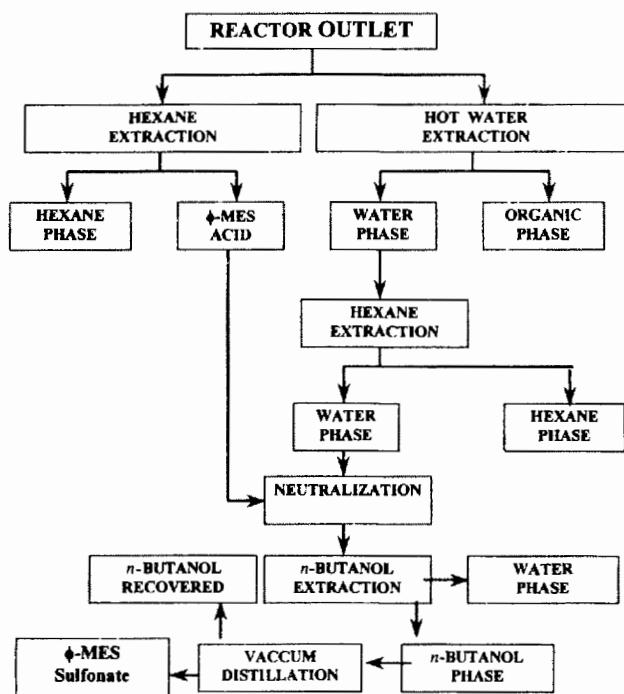 REACTOR OUTLET
HEXANE
EXTRACTION
HOT WATER
EXTRACTION
HEXANE
PHASE
ϕ-MES
ACID
WATER
PHASE
ORGANIC
PHASE
HEXANE
EXTRACTION
WATER
PHASE
HEXANE
PHASE
NEUTRALIZATION
n-BUTANOL
RECOVERED
n-BUTANOL
EXTRACTION
WATER
PHASE
ϕ-MES
Sulfonate
VACCUM
DISTILLATION
n-BUTANOL
PHASE